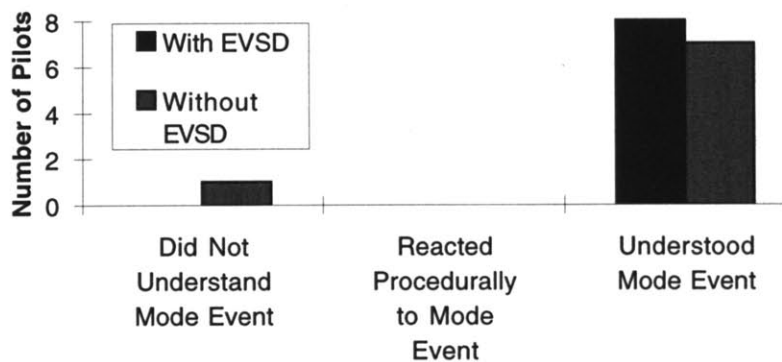 Number of Pilots
8
6
4
2
0
With EVSD
Without
EVSD
Did Not
Understand
Mode Event
Reacted
Procedurally
to Mode
Event
Understood
Mode Event